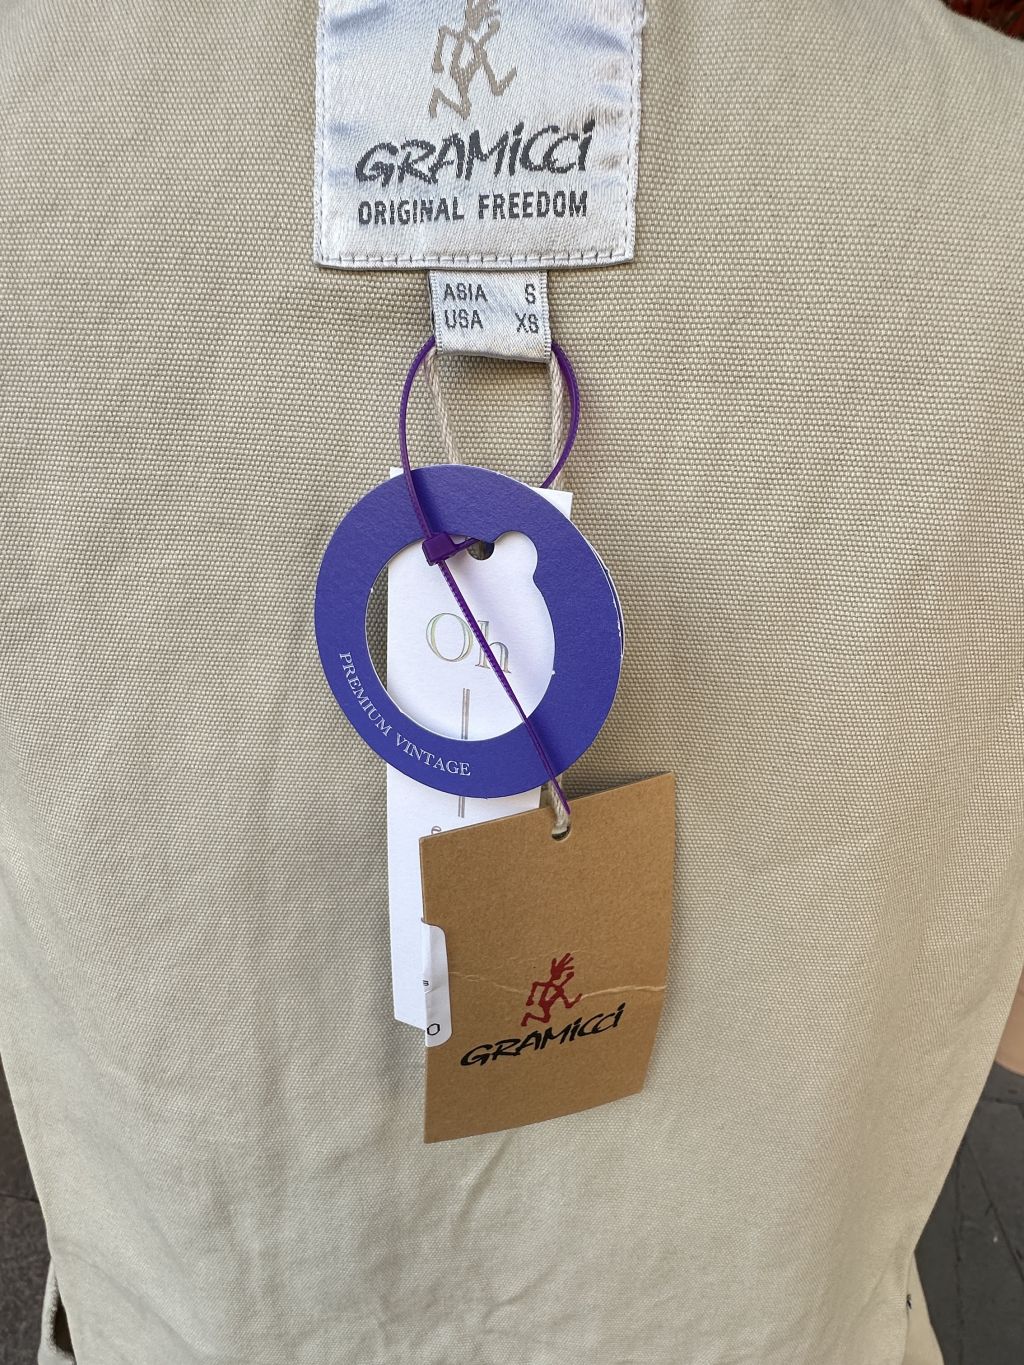 GRAMiCCi
ORIGINAL FREEDOM
ASIA S
USA XS
Oh
PREMIUM VINTAGE
GRAMiCCi